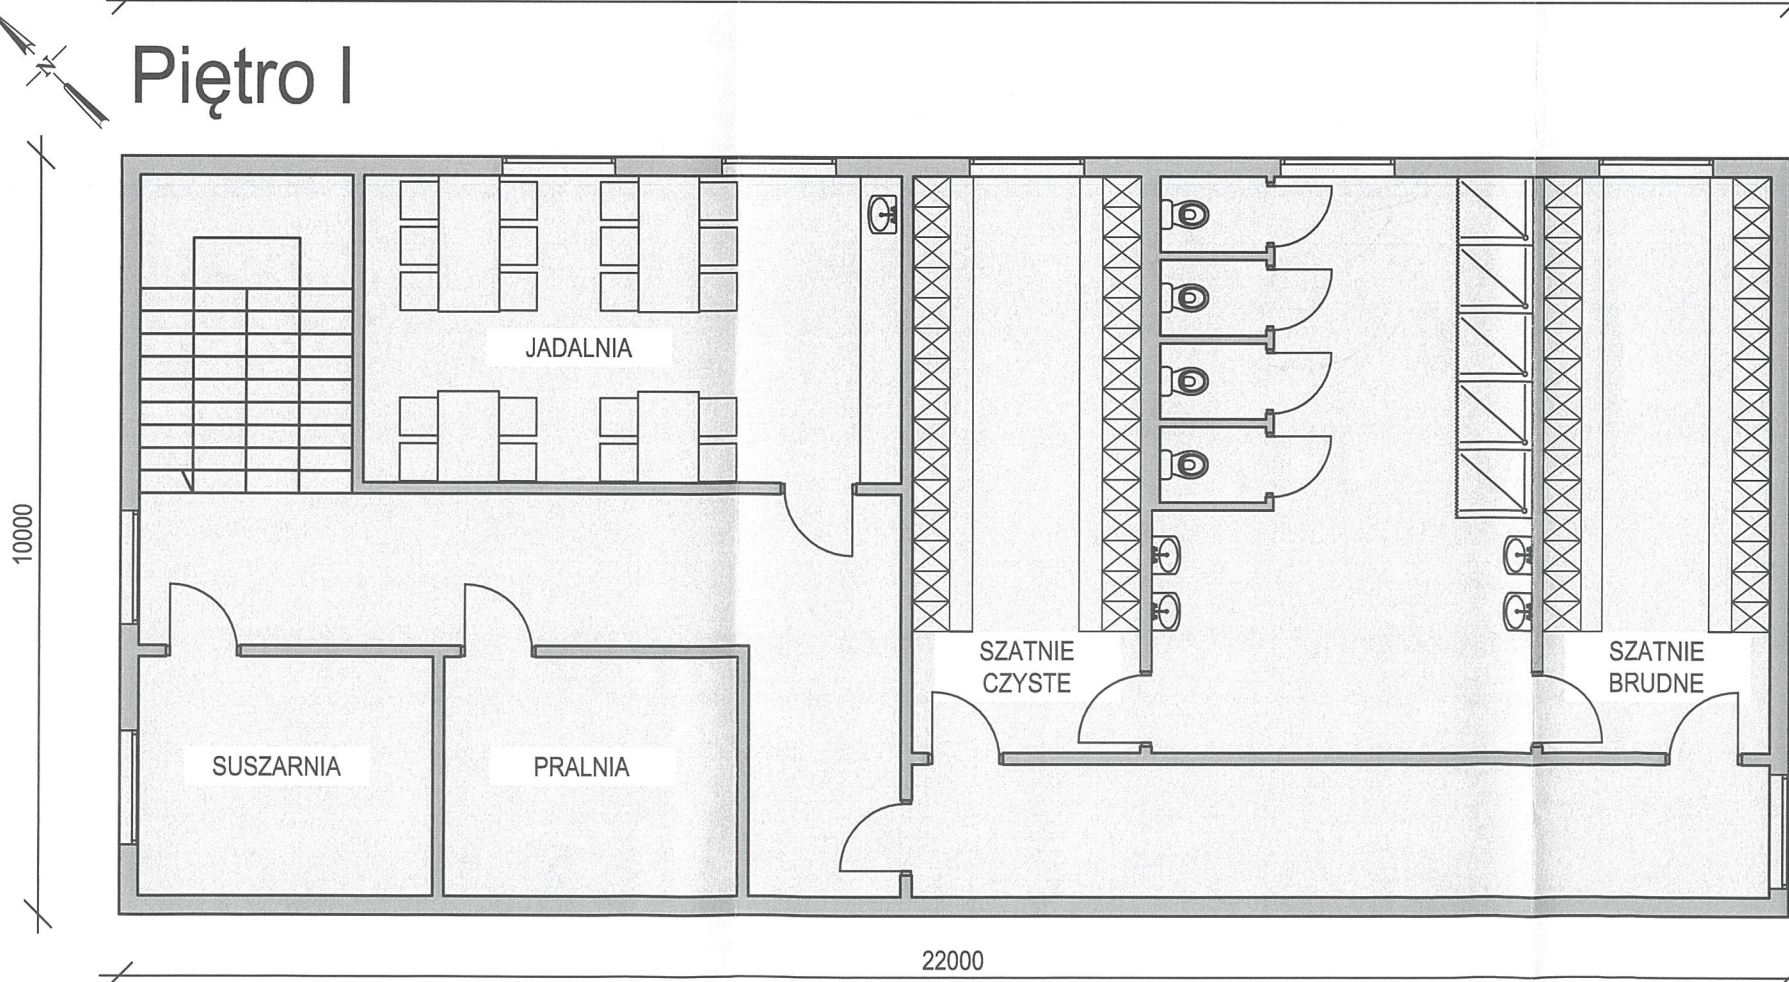 N
Piętro I
JADALNIA
10000
SZATNIE
CZYSTE
SZATNIE
BRUDNE
SUSZARNIA
PRALNIA
22000